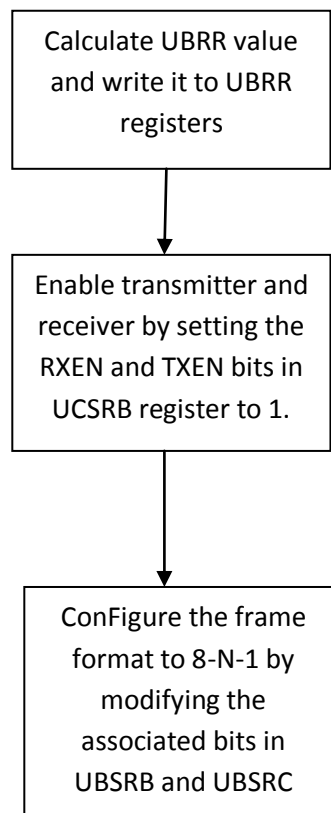 Calculate UBRR value
and write it to UBRR
registers
Enable transmitter and
receiver by setting the
RXEN and TXEN bits in
UCSRB register to 1.
ConFigure the frame
format to 8-N-1 by
modifying the
associated bits in
UBSRB and UBSRC